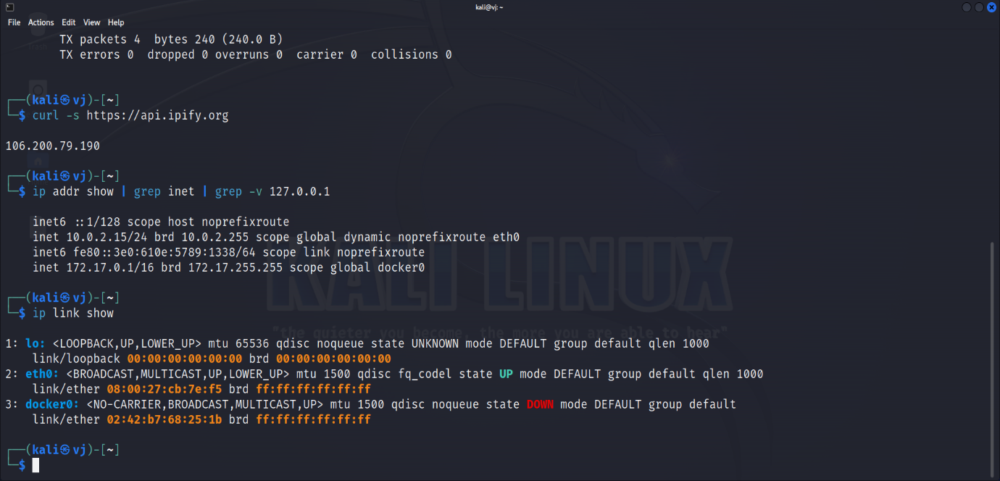 kali@vj: ~
File Actions Edit View Help
TX packets 4  bytes 240 (240.0 B)
TX errors 0  dropped 0 overruns 0  carrier 0  collisions 0
┌──(kali㉿vj)-[~]
└─$ curl -s https://api.ipify.org
106.200.79.190
┌──(kali㉿vj)-[~]
└─$ ip addr show | grep inet | grep -v 127.0.0.1
inet6 ::1/128 scope host noprefixroute
inet 10.0.2.15/24 brd 10.0.2.255 scope global dynamic noprefixroute eth0
inet6 fe80::3e0:610e:5789:1338/64 scope link noprefixroute
inet 172.17.0.1/16 brd 172.17.255.255 scope global docker0
┌──(kali㉿vj)-[~]
└─$ ip link show
1: lo: <LOOPBACK,UP,LOWER_UP> mtu 65536 qdisc noqueue state UNKNOWN mode DEFAULT group default qlen 1000
link/loopback 00:00:00:00:00:00 brd 00:00:00:00:00:00
2: eth0: <BROADCAST,MULTICAST,UP,LOWER_UP> mtu 1500 qdisc fq_codel state UP mode DEFAULT group default qlen 1000
link/ether 08:00:27:cb:7e:f5 brd ff:ff:ff:ff:ff:ff
3: docker0: <NO-CARRIER,BROADCAST,MULTICAST,UP> mtu 1500 qdisc noqueue state DOWN mode DEFAULT group default
link/ether 02:42:b7:68:25:1b brd ff:ff:ff:ff:ff:ff
┌──(kali㉿vj)-[~]
└─$
KALI LINUX
"the quieter you become, the more you are able to hear"